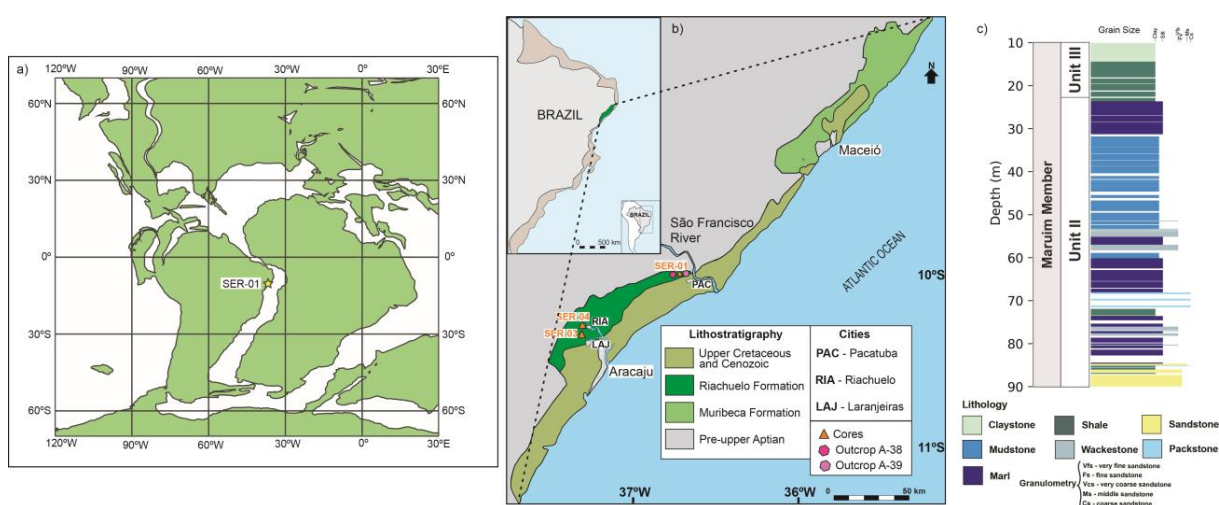 a)
120ºW 90ºW 60ºW 30ºW 0º 30ºE
60ºN
60ºN
30ºN
30ºN
0º
0º
SER-01
30ºS
30ºS
60ºS
60ºS
120ºW 90ºW 60ºW 30ºW 0º 30ºE
b)
N
BRAZIL
BRAZIL
0 500 km
Maceió
São Francisco
River
ATLANTIC OCEAN
SER-01
PAC
10ºS
SER-04
RIA
SER-03
LAJ
Aracaju
11ºS
Lithostratigraphy
Upper Cretaceous
and Cenozoic
Riachuelo Formation
Muribeca Formation
Pre-upper Aptian
Cities
PAC - Pacatuba
RIA - Riachuelo
LAJ - Laranjeiras
Cores
Outcrop A-38
Outcrop A-39
0 50 km
37ºW 36ºW
c)
Grain Size
Clay
Silt
Ms
Cs
Depth (m)
10
20
30
40
50
60
70
80
90
Maruim Member
Unit III
Unit II
Lithology
Claystone Shale Sandstone
Mudstone Wackestone Packstone
Marl
Granulometry
Vfs - very fine sandstone
Fs - fine sandstone
Vcs - very coarse sandstone
Ms - middle sandstone
Cs - coarse sandstone